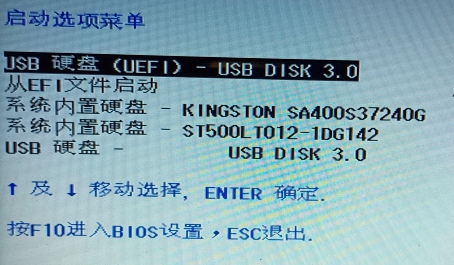 启动选项菜单
USB 硬盘 (UEFI) - USB DISK 3.0
从EFI文件启动
系统内置硬盘 - KINGSTON SA400S37240G
系统内置硬盘 - ST500LT012-1DG142
USB 硬盘 - USB DISK 3.0
↑ 及 ↓ 移动选择, ENTER 确定.
按F10进入BIOS设置,ESC退出.